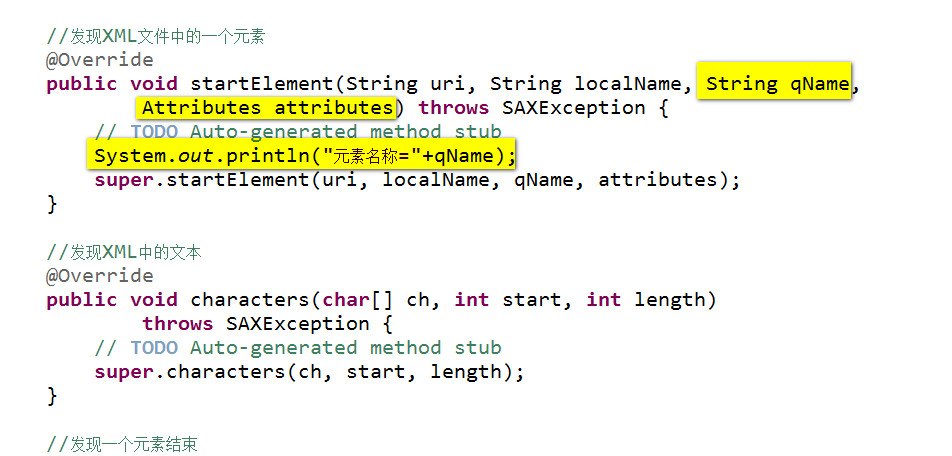 //发现XML文件中的一个元素
@Override
public void startElement(String uri, String localName, String qName,
Attributes attributes) throws SAXException {
// TODO Auto-generated method stub
System.out.println("元素名称="+qName);
super.startElement(uri, localName, qName, attributes);
}
//发现XML中的文本
@Override
public void characters(char[] ch, int start, int length)
throws SAXException {
// TODO Auto-generated method stub
super.characters(ch, start, length);
}
//发现一个元素结束